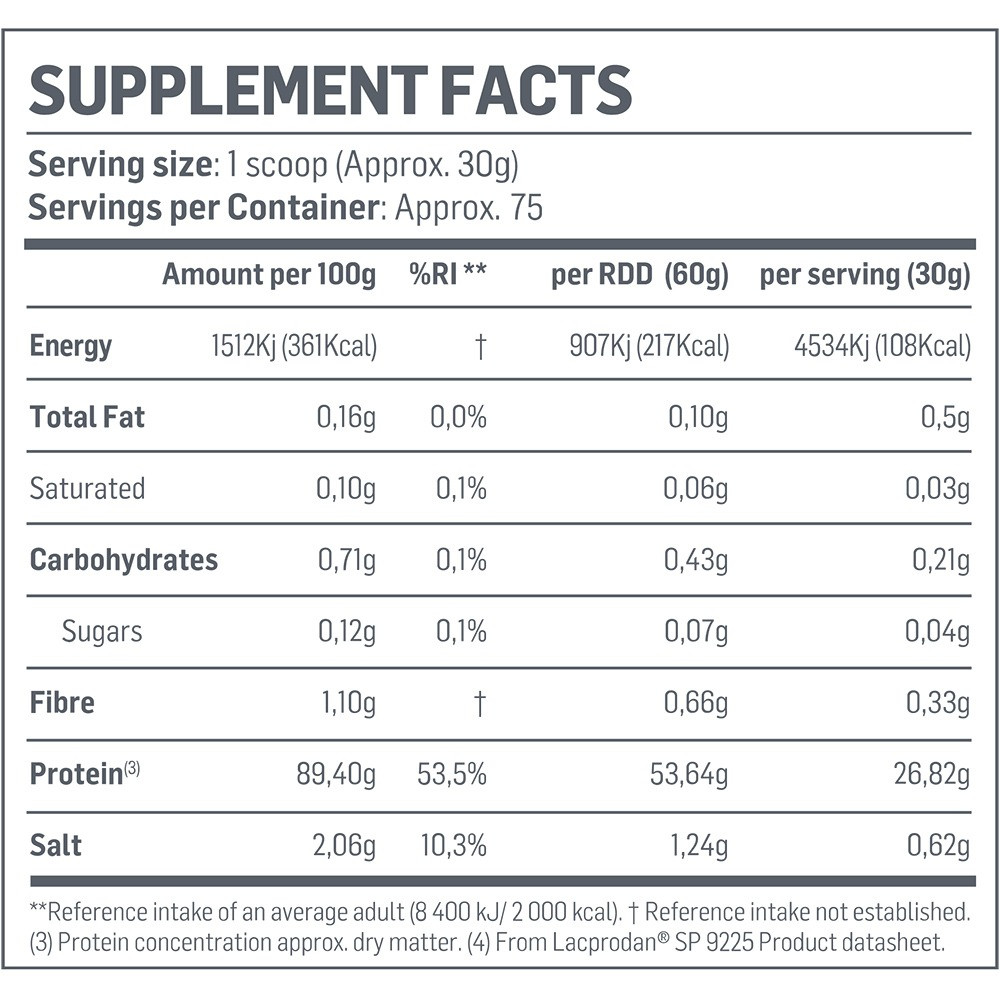 SUPPLEMENT FACTS
Serving size: 1 scoop (Approx. 30g)
Servings per Container: Approx. 75
Amount per 100g %RI ** per RDD (60g) per serving (30g)
Energy 1512Kj (361Kcal) † 907Kj (217Kcal) 4534Kj (108Kcal)
Total Fat 0,16g 0,0% 0,10g 0,5g
Saturated 0,10g 0,1% 0,06g 0,03g
Carbohydrates 0,71g 0,1% 0,43g 0,21g
Sugars 0,12g 0,1% 0,07g 0,04g
Fibre 1,10g † 0,66g 0,33g
Protein(3) 89,40g 53,5% 53,64g 26,82g
Salt 2,06g 10,3% 1,24g 0,62g
**Reference intake of an average adult (8 400 kJ/ 2 000 kcal). † Reference intake not established.
(3) Protein concentration approx. dry matter. (4) From Lacprodan® SP 9225 Product datasheet.